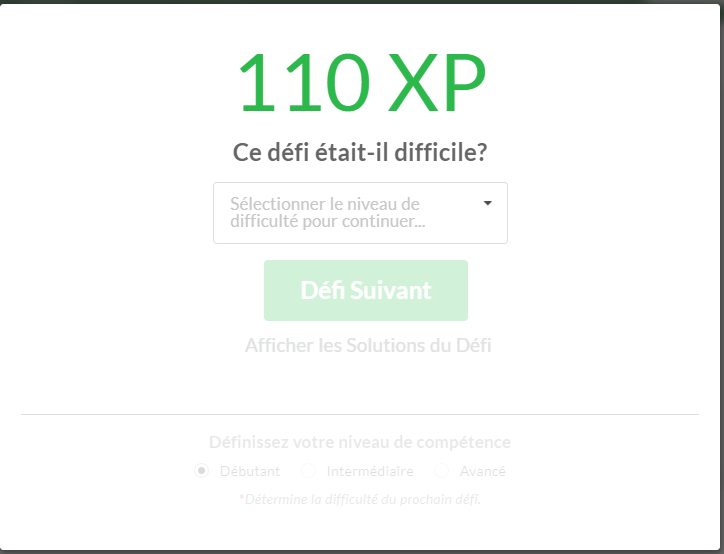 110 XP
Ce défi était-il difficile?
Sélectionner le niveau de
difficulté pour continuer...
Défi Suivant
Afficher les Solutions du Défi
Définissez votre niveau de compétence
Débutant Intermédiaire Avancé
*Détermine la difficulté du prochain défi.